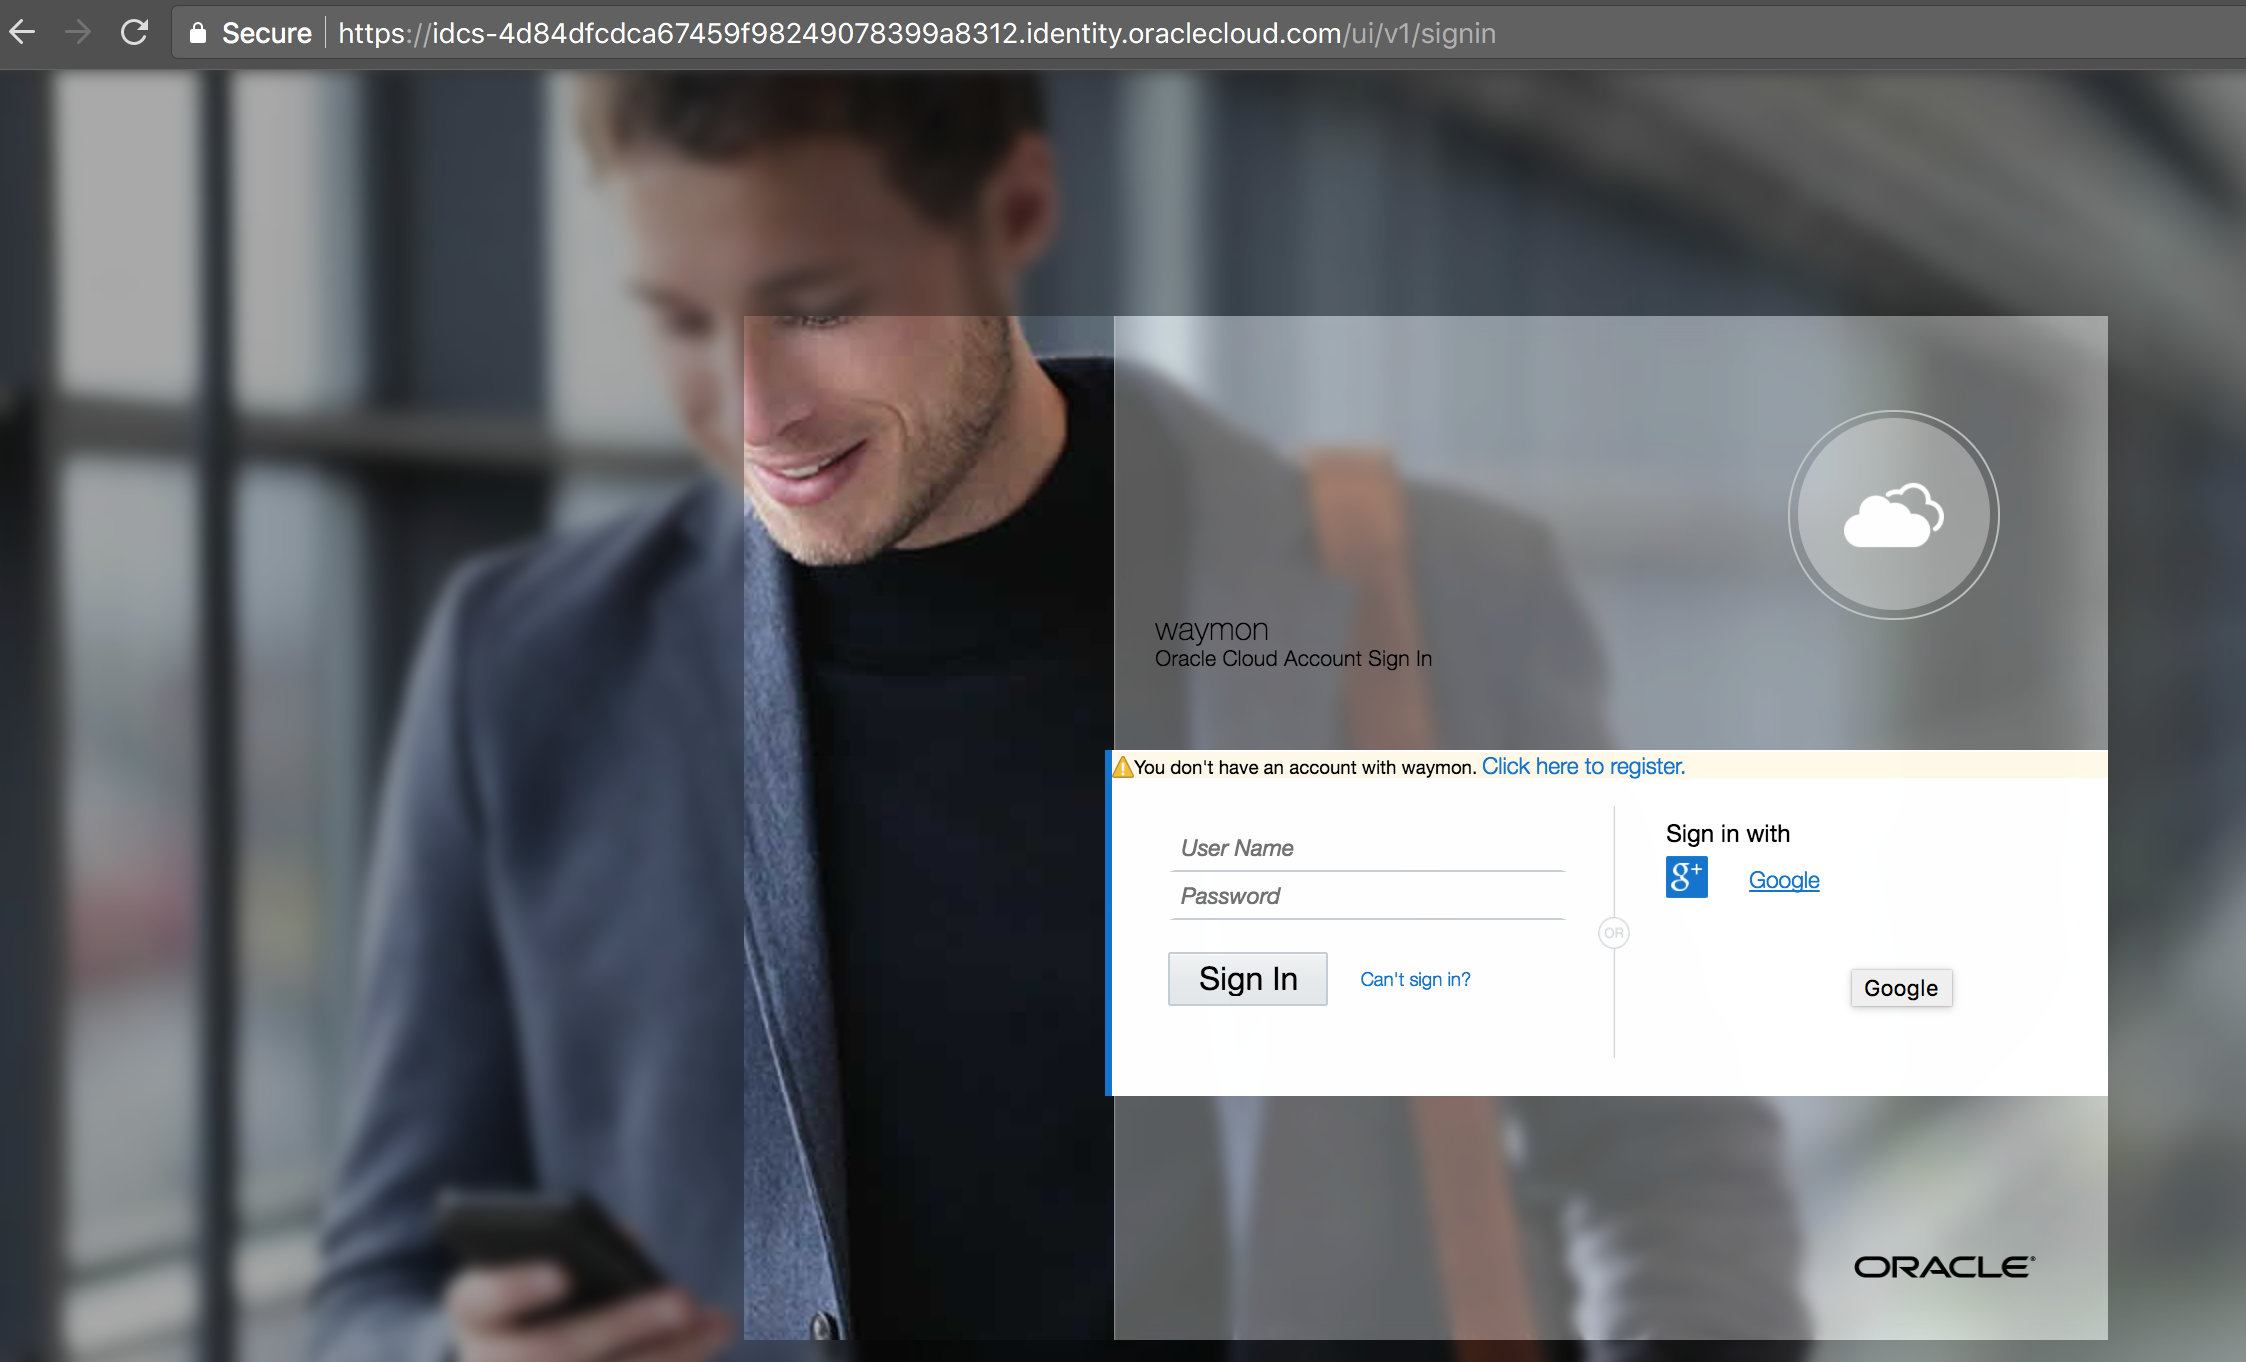 Secure https://idcs-4d84dfcdca67459f98249078399a8312.identity.oraclecloud.com/ui/v1/signin
waymon
Oracle Cloud Account Sign In
You don't have an account with waymon. Click here to register.
User Name
Password
Sign In
Can't sign in?
OR
Sign in with
g+
Google
Google
ORACLE®